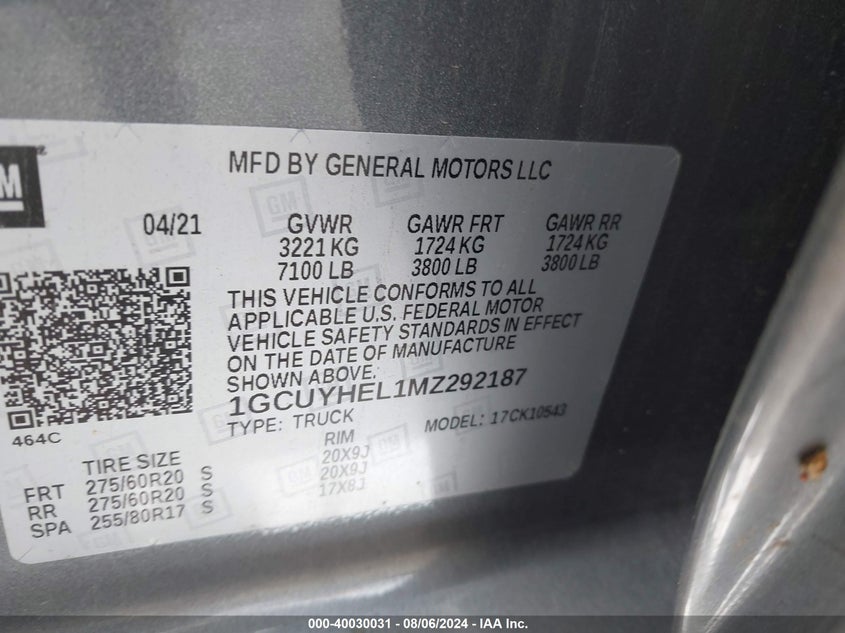 GM
MFD BY GENERAL MOTORS LLC
04/21 GVWR GAWR FRT GAWR RR
3221 KG 1724 KG 1724 KG
7100 LB 3800 LB 3800 LB
THIS VEHICLE CONFORMS TO ALL
APPLICABLE U.S. FEDERAL MOTOR
VEHICLE SAFETY STANDARDS IN EFFECT
ON THE DATE OF MANUFACTURE
SHOWN ABOVE.
1GCUYHEL1MZ292187
TYPE: TRUCK MODEL: 17CK10543
464C
TIRE SIZE RIM
FRT 275/60R20 S 20X9J
RR 275/60R20 S 20X9J
SPA 255/80R17 S 17X8J
000-40030031 - 08/06/2024 - IAA Inc.